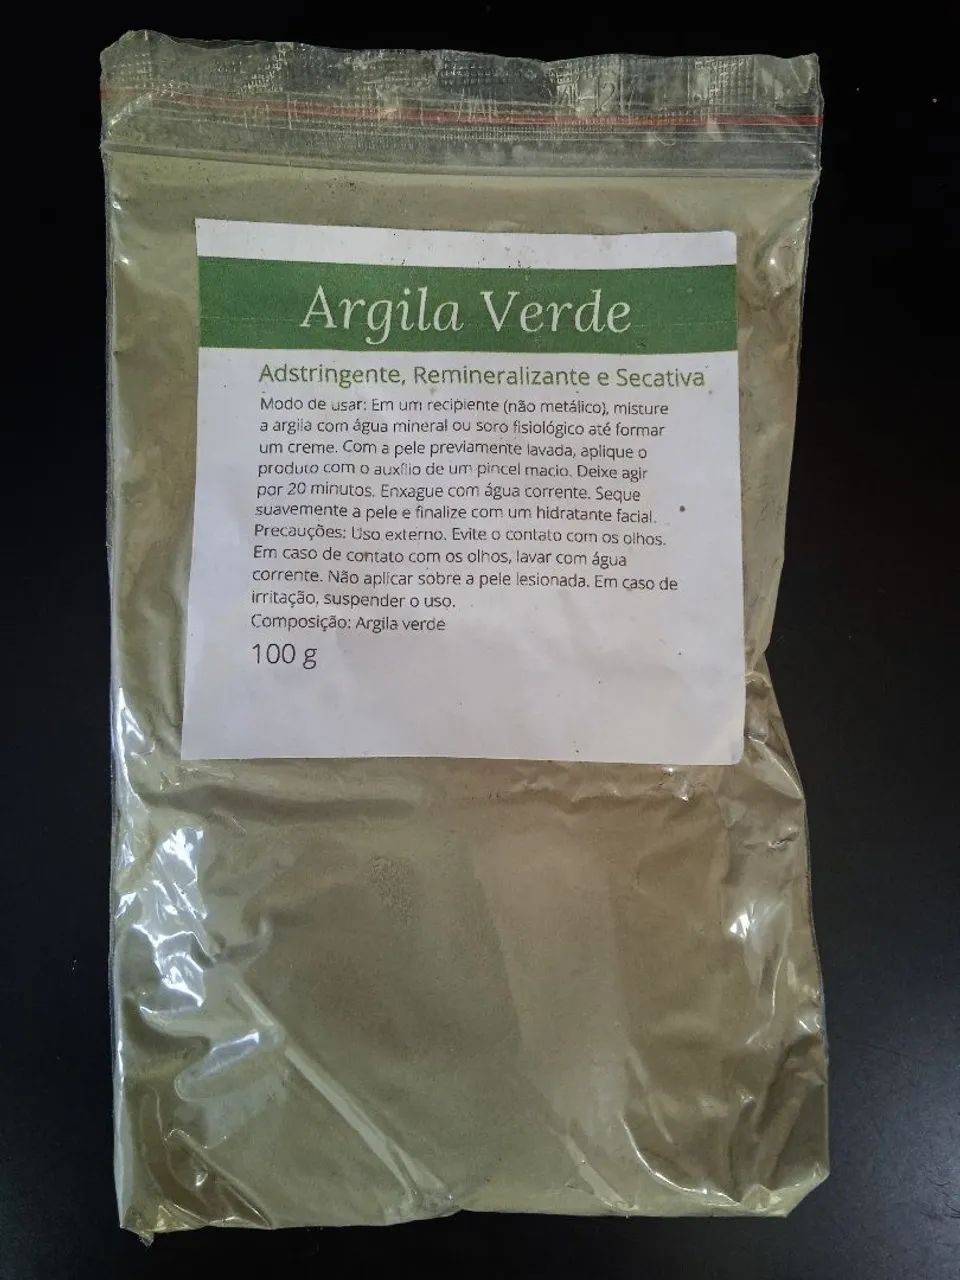 Argila Verde
Adstringente, Remineralizante e Secativa
Modo de usar: Em um recipiente (não metálico), misture
a argila com água mineral ou soro fisiológico até formar
um creme. Com a pele previamente lavada, aplique o
produto com o auxílio de um pincel macio. Deixe agir
por 20 minutos. Enxague com água corrente. Seque
suavemente a pele e finalize com um hidratante facial.
Precauções: Uso externo. Evite o contato com os olhos.
Em caso de contato com os olhos, lavar com água
corrente. Não aplicar sobre a pele lesionada. Em caso de
irritação, suspender o uso.
Composição: Argila verde
100 g